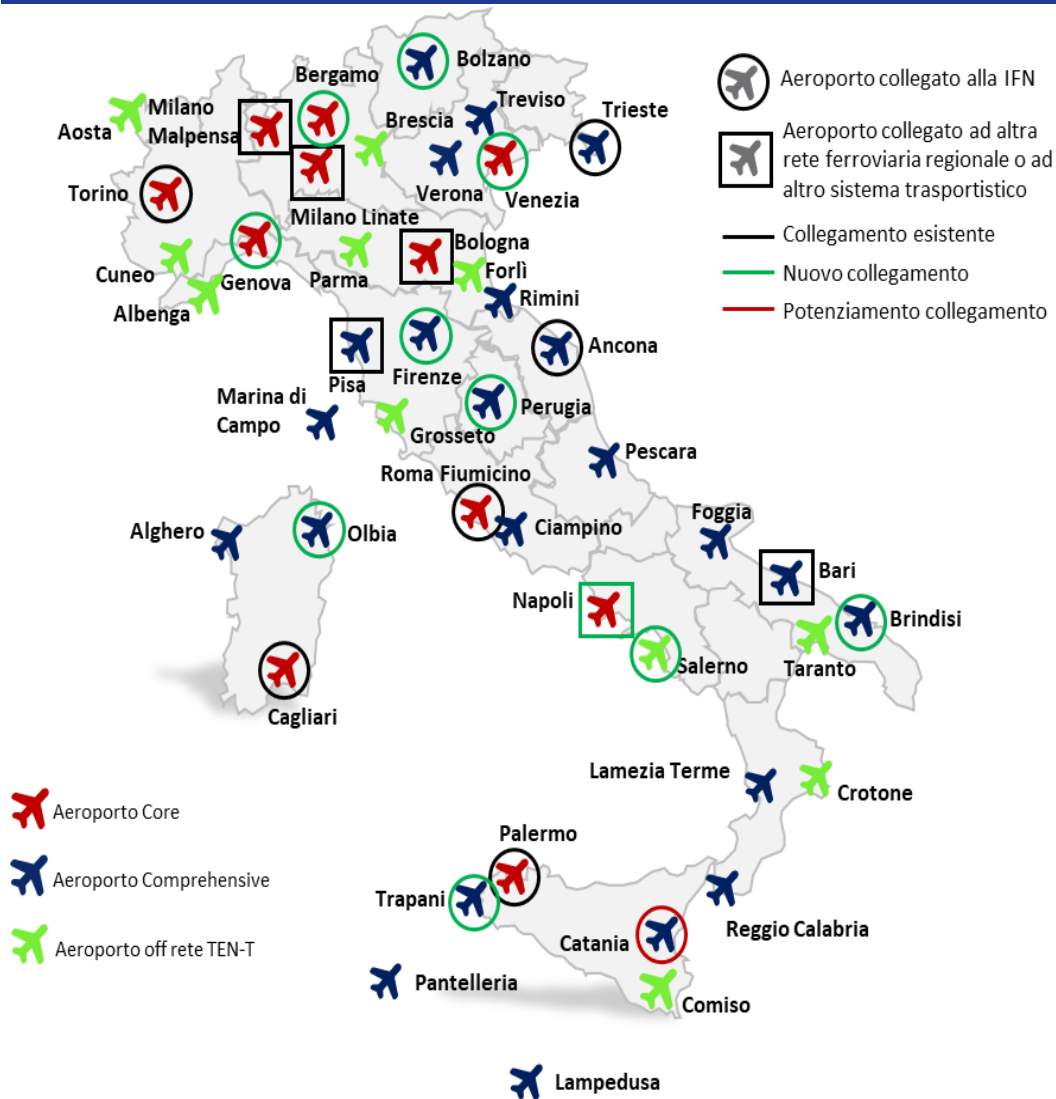 Bolzano
Bergamo
Treviso
Milano
Malpensa
Aosta
Brescia
Trieste
Torino
Verona
Venezia
Milano Linate
Bologna
Cuneo
Genova
Parma
Forlì
Albenga
Rimini
Ancona
Pisa
Firenze
Marina di
Campo
Perugia
Grosseto
Pescara
Roma Fiumicino
Ciampino
Foggia
Alghero
Olbia
Bari
Napoli
Brindisi
Salerno
Taranto
Cagliari
Lamezia Terme
Crotone
Palermo
Trapani
Catania
Reggio Calabria
Pantelleria
Comiso
Lampedusa
Aeroporto collegato alla IFN
Aeroporto collegato ad altra
rete ferroviaria regionale o ad
altro sistema trasportistico
Collegamento esistente
Nuovo collegamento
Potenziamento collegamento
Aeroporto Core
Aeroporto Comprehensive
Aeroporto off rete TEN-T